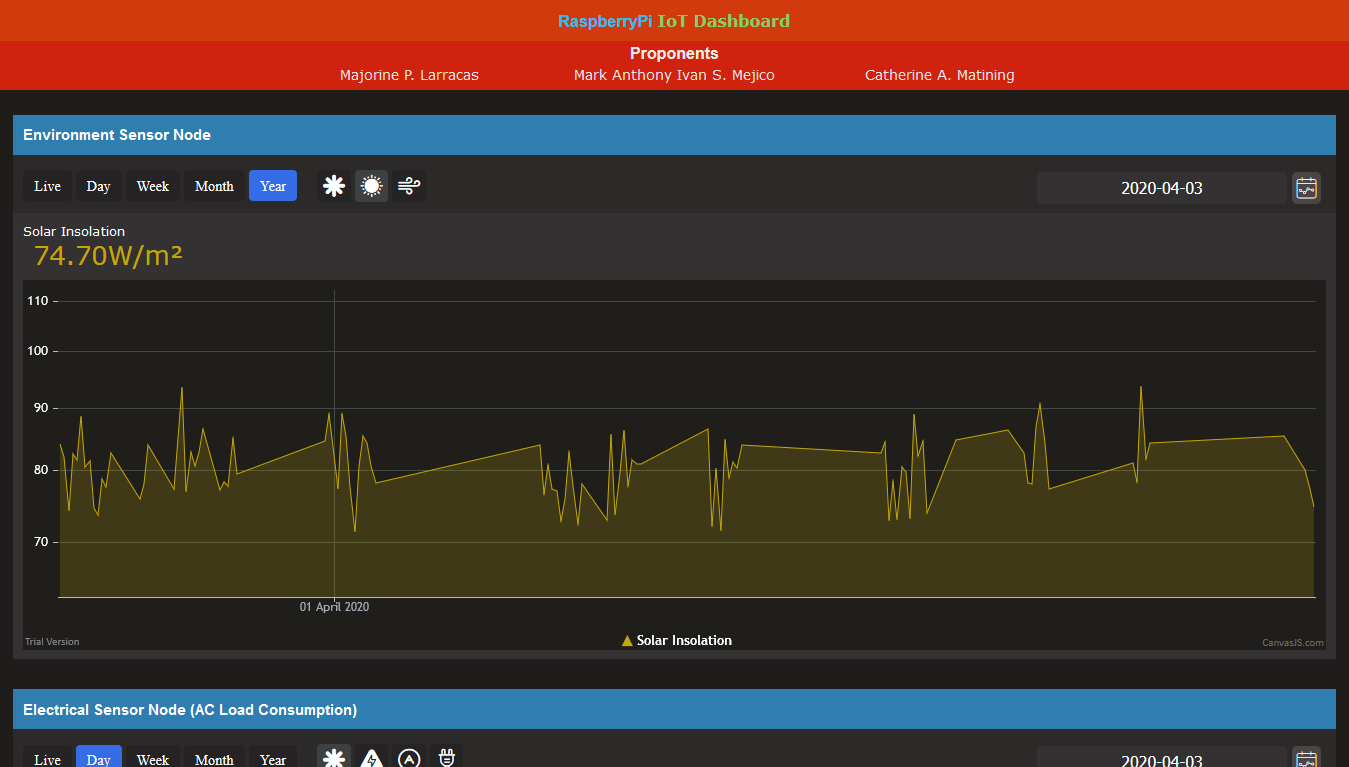 RaspberryPi IoT Dashboard
Proponents
Majorine P. Larracas Mark Anthony Ivan S. Mejico Catherine A. Matining
Environment Sensor Node
Live Day Week Month Year 2020-04-03
Solar Insolation
74.70W/m²
110
100
90
80
70
01 April 2020
Solar Insolation
Trial Version CanvasJS.com
Electrical Sensor Node (AC Load Consumption)
Live Day Week Month Year 2020-04-03